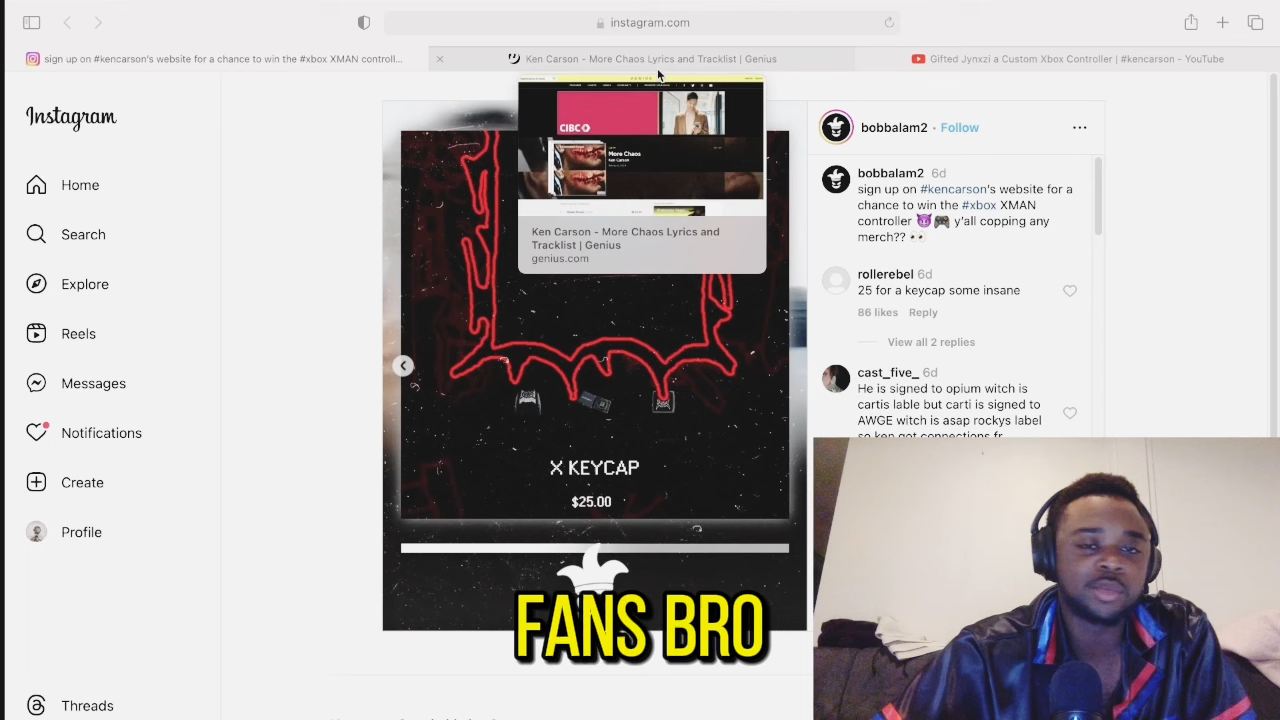 instagram.com
sign up on #kencarson's website for a chance to win the #xbox XMAN controll...
Ken Carson - More Chaos Lyrics and Tracklist | Genius
Gifted Jynxzi a Custom Xbox Controller | #kencarson - YouTube
Instagram
Home
Search
Explore
Reels
Messages
Notifications
Create
Profile
Threads
CIBC
More Chaos
Ken Carson
Ken Carson - More Chaos Lyrics and
Tracklist | Genius
genius.com
X KEYCAP
$25.00
FANS BRO
bobbalam2 • Follow
bobbalam2 6d
sign up on #kencarson's website for a
chance to win the #xbox XMAN
controller 😈🎮 y'all copping any
merch?? 👀
rollerebel 6d
25 for a keycap some insane
86 likes Reply
View all 2 replies
cast_five_ 6d
He is signed to opium witch is
cartis lable but carti is signed to
AWGE witch is asap rockys label
so ken got connections fr